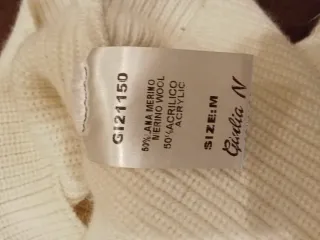 GI21150
50%LANA MERINO
MERINO WOOL
50%ACRILICO
ACRYLIC
SIZE:M
Giulia N